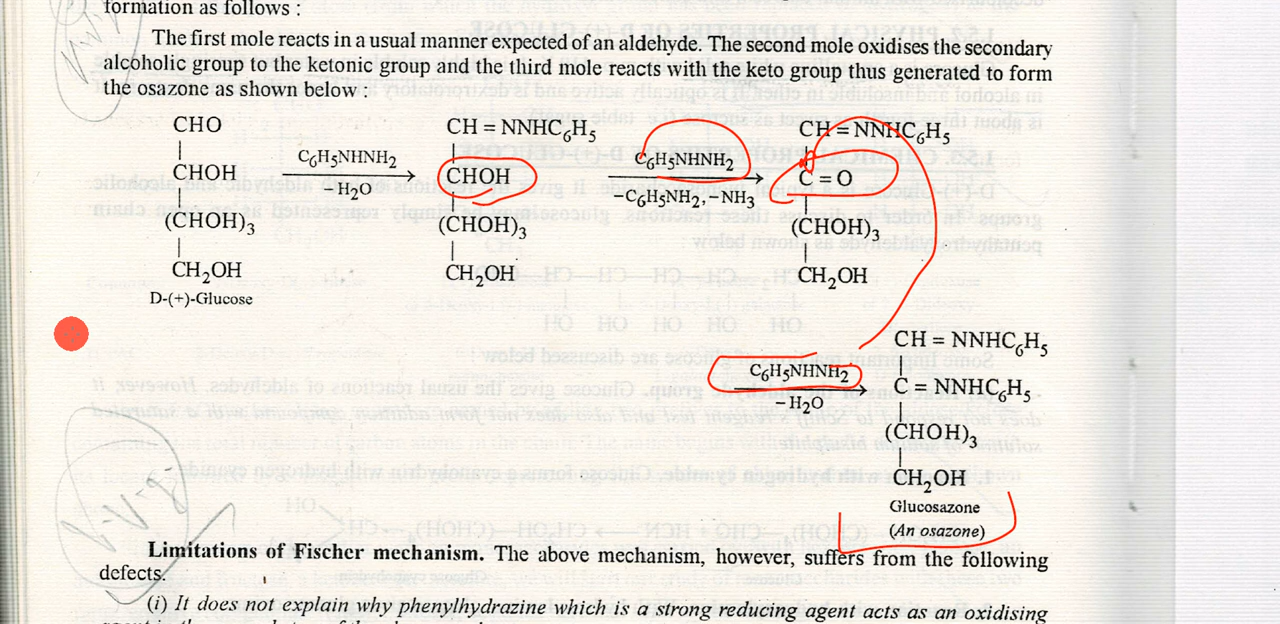 formation as follows :
The first mole reacts in a usual manner expected of an aldehyde. The second mole oxidises the secondary
alcoholic group to the ketonic group and the third mole reacts with the keto group thus generated to form
the osazone as shown below :
CHO
CHOH
(CHOH)₃
CH₂OH
D-(+)-Glucose
C₆H₅NHNH₂
−H₂O
CH = NNHC₆H₅
CHOH
(CHOH)₃
CH₂OH
C₆H₅NHNH₂
−C₆H₅NH₂,−NH₃
CH = NNHC₆H₅
C = O
(CHOH)₃
CH₂OH
C₆H₅NHNH₂
−H₂O
CH = NNHC₆H₅
C = NNHC₆H₅
(CHOH)₃
CH₂OH
Glucosazone
(An osazone)
Limitations of Fischer mechanism. The above mechanism, however, suffers from the following
defects.
(i) It does not explain why phenylhydrazine which is a strong reducing agent acts as an oxidising